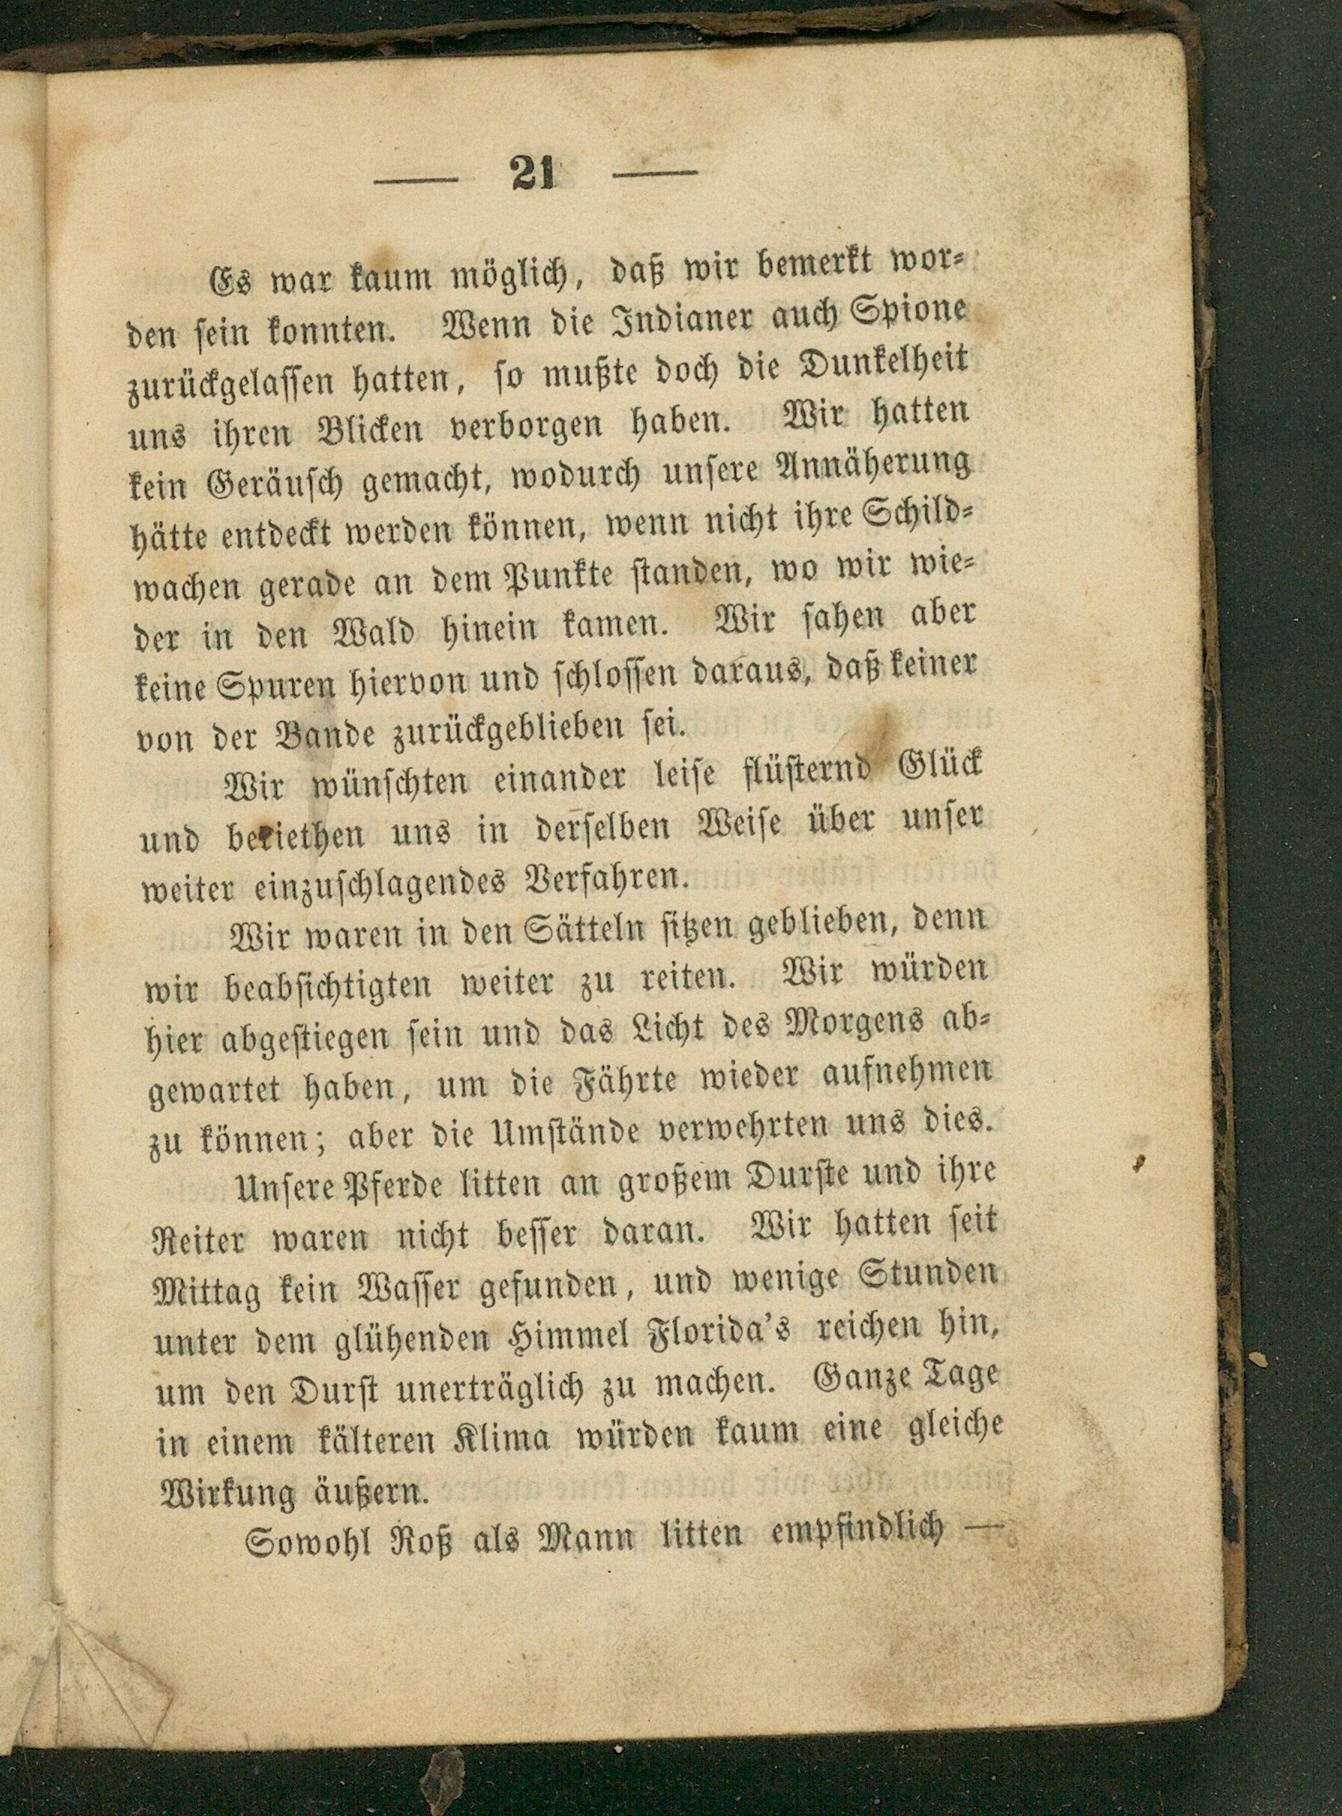 — 21 —
Es war kaum möglich, daß wir bemerkt wor-
den sein konnten. Wenn die Indianer auch Spione
zurückgelassen hatten, so mußte doch die Dunkelheit
uns ihren Blicken verborgen haben. Wir hatten
kein Geräusch gemacht, wodurch unsere Annäherung
hätte entdeckt werden können, wenn nicht ihre Schild-
wachen gerade an dem Punkte standen, wo wir wie-
der in den Wald hinein kamen. Wir sahen aber
keine Spuren hiervon und schlossen daraus, daß keiner
von der Bande zurückgeblieben sei.
Wir wünschten einander leise flüsternd Glück
und beriethen uns in derselben Weise über unser
weiter einzuschlagendes Verfahren.
Wir waren in den Sätteln sitzen geblieben, denn
wir beabsichtigten weiter zu reiten. Wir würden
hier abgestiegen sein und das Licht des Morgens ab-
gewartet haben, um die Fährte wieder aufnehmen
zu können; aber die Umstände verwehrten uns dies.
Unsere Pferde litten an großem Durste und ihre
Reiter waren nicht besser daran. Wir hatten seit
Mittag kein Wasser gefunden, und wenige Stunden
unter dem glühenden Himmel Florida's reichen hin,
um den Durst unerträglich zu machen. Ganze Tage
in einem kälteren Klima würden kaum eine gleiche
Wirkung äußern.
Sowohl Roß als Mann litten empfindlich —